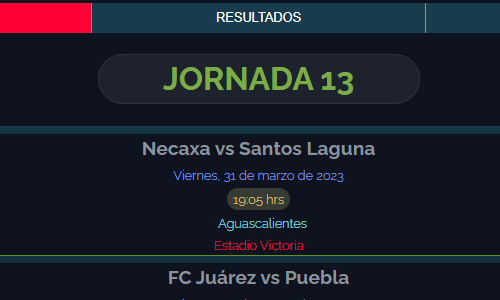 RESULTADOS
JORNADA 13
Necaxa vs Santos Laguna
Viernes, 31 de marzo de 2023
19:05 hrs
Aguascalientes
Estadio Victoria
FC Juárez vs Puebla